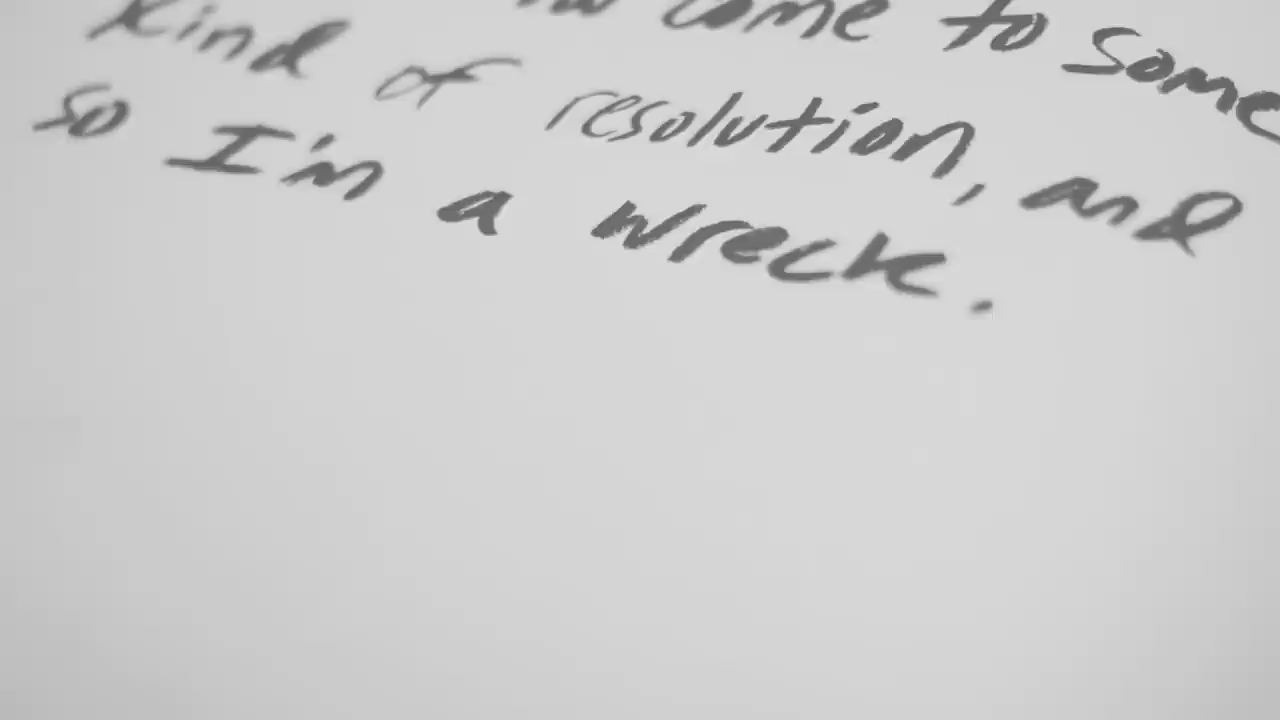 come to some
kind of resolution, and
so I'm a wreck.